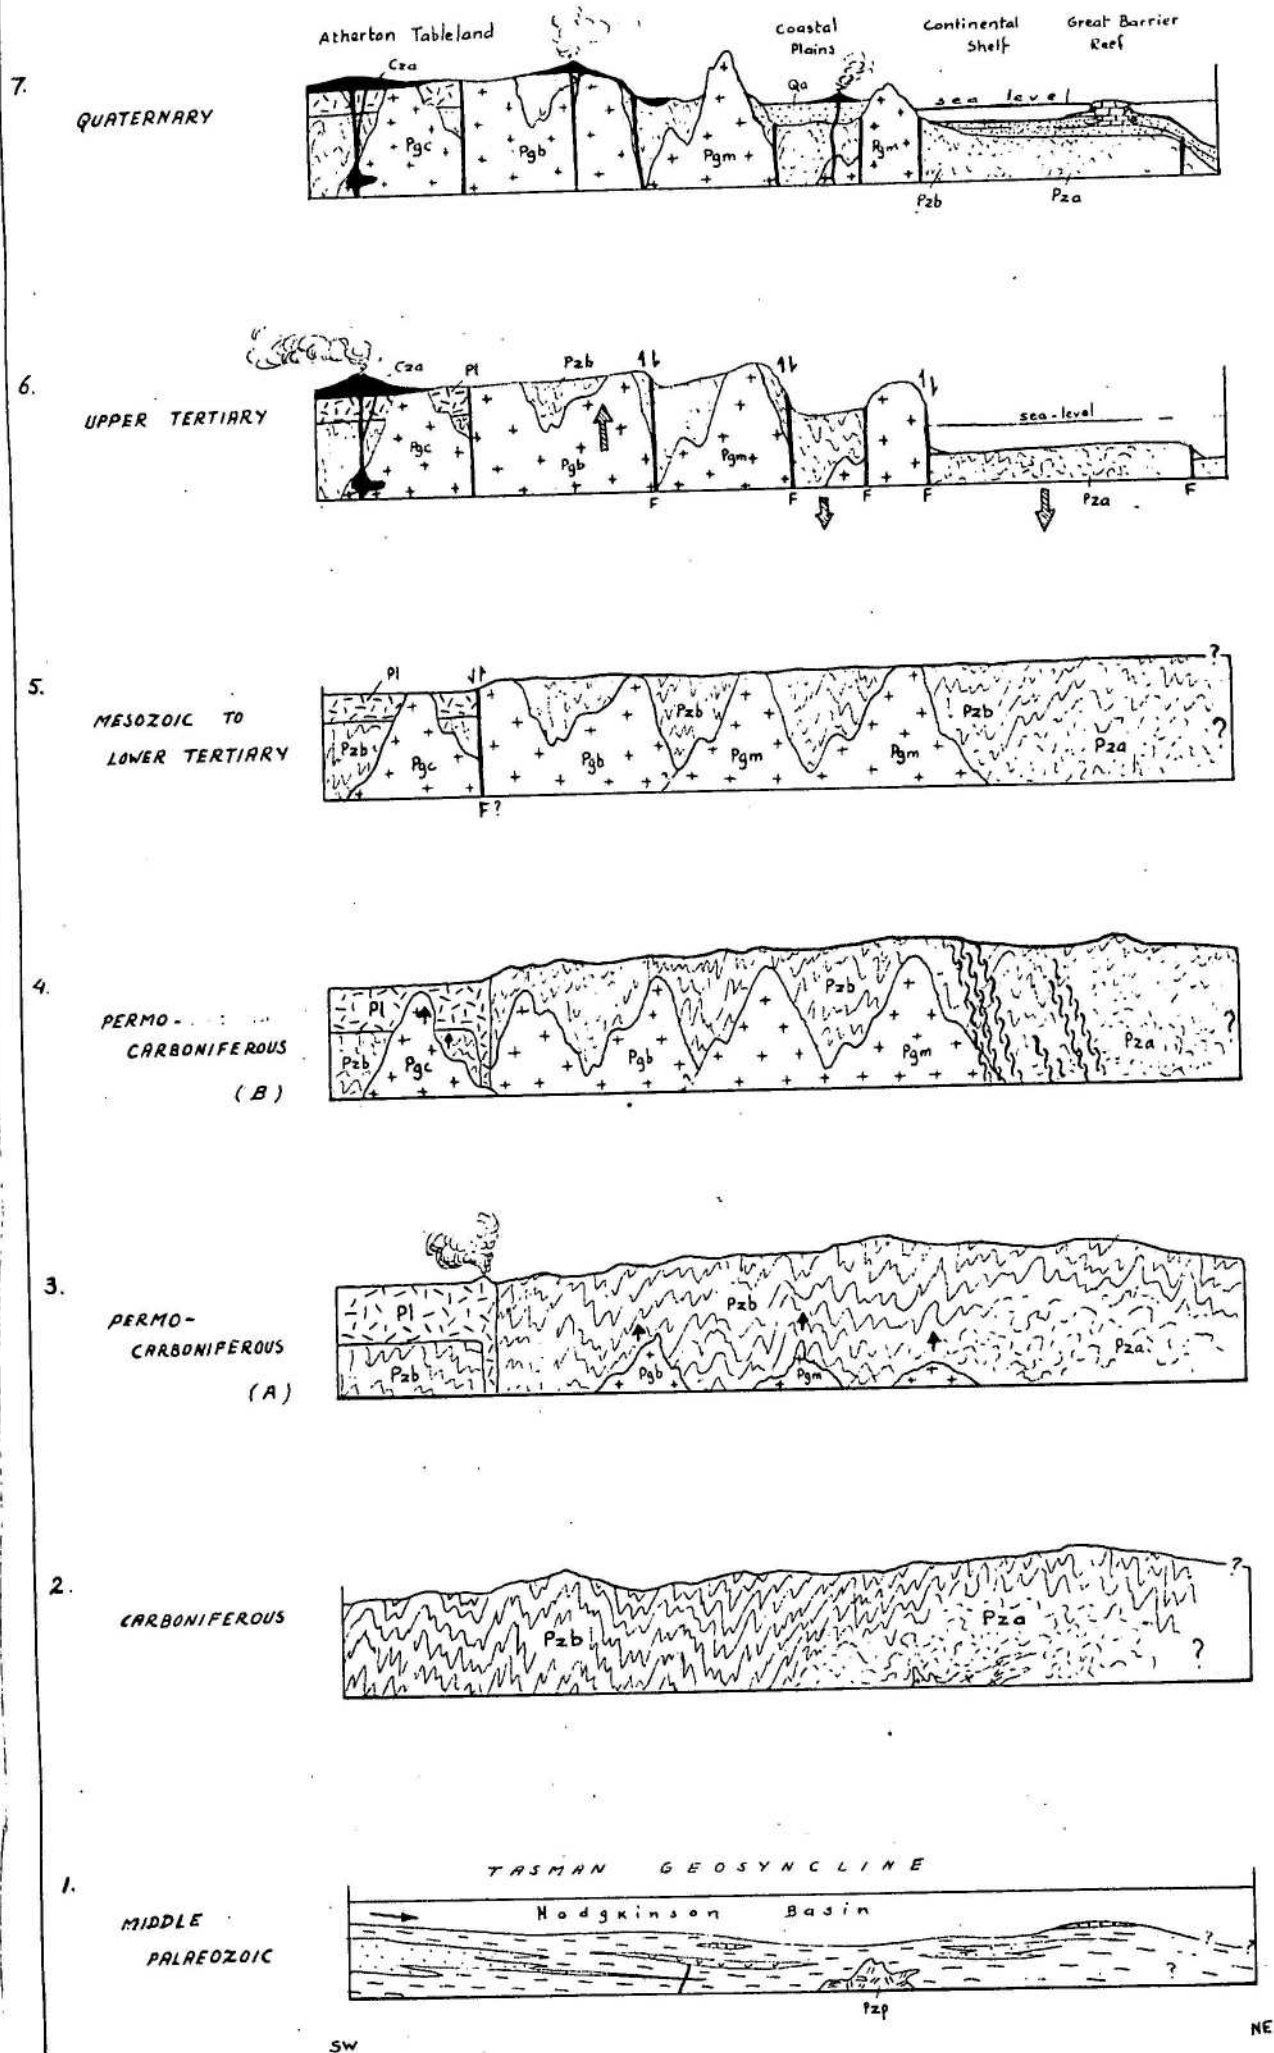 Atherton Tableland
Coastal
Plains
Continental
Shelf
Great Barrier
Reef
7.
QUATERNARY
Cza
Qa
sea level
Pgc
Pgb
Pgm
Pgm
Pzb
Pza
6.
UPPER TERTIARY
Cza
Pl
Pzb
sea-level
Pgc
Pgb
Pgm
F
F
F
F
Pza
F
5.
MESOZOIC TO
LOWER TERTIARY
Pl
Pzb
Pgc
Pgb
Pzb
Pgm
Pgm
Pzb
Pza
?
?
F?
4.
PERMO-
CARBONIFEROUS
(B)
Pl
Pzb
Pgc
Pgb
Pzb
Pgm
Pza
?
3.
PERMO-
CARBONIFEROUS
(A)
Pl
Pzb
Pzb
Pgb
Pgm
Pza
2.
CARBONIFEROUS
Pzb
Pza
?
?
1.
MIDDLE
PALAEOZOIC
TASMAN GEOSYNCLINE
Hodgkinson Basin
?
?
?
Pzp
SW
NE